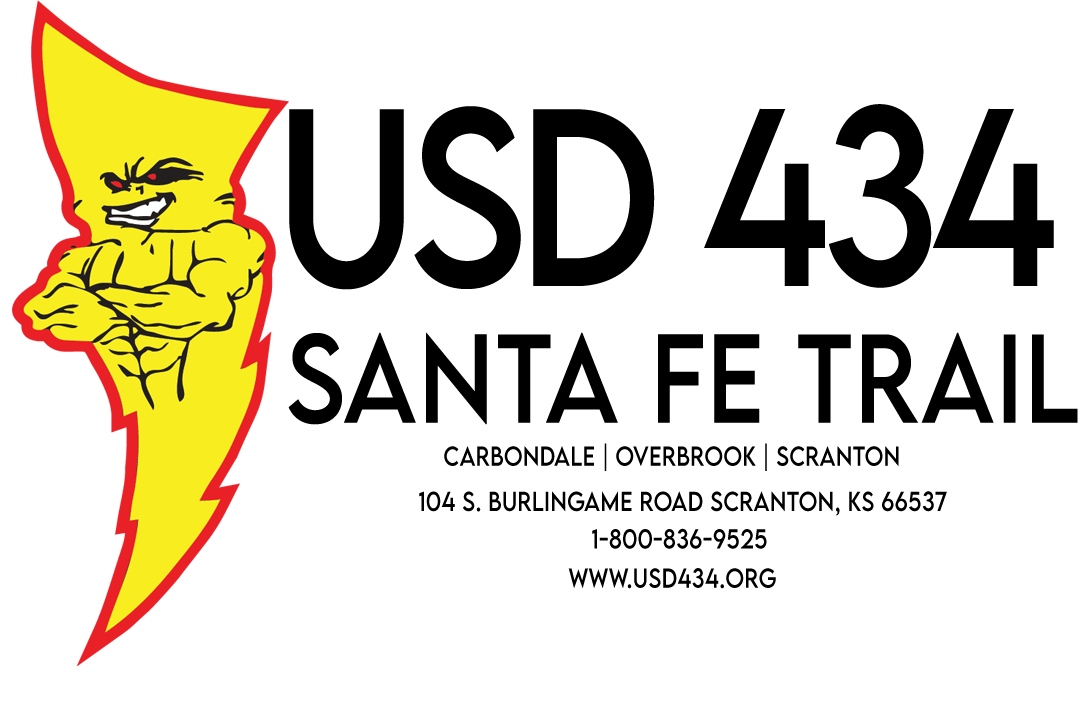 USD 434
SANTA FE TRAIL
CARBONDALE | OVERBROOK | SCRANTON
104 S. BURLINGAME ROAD SCRANTON, KS 66537
1-800-836-9525
WWW.USD434.ORG